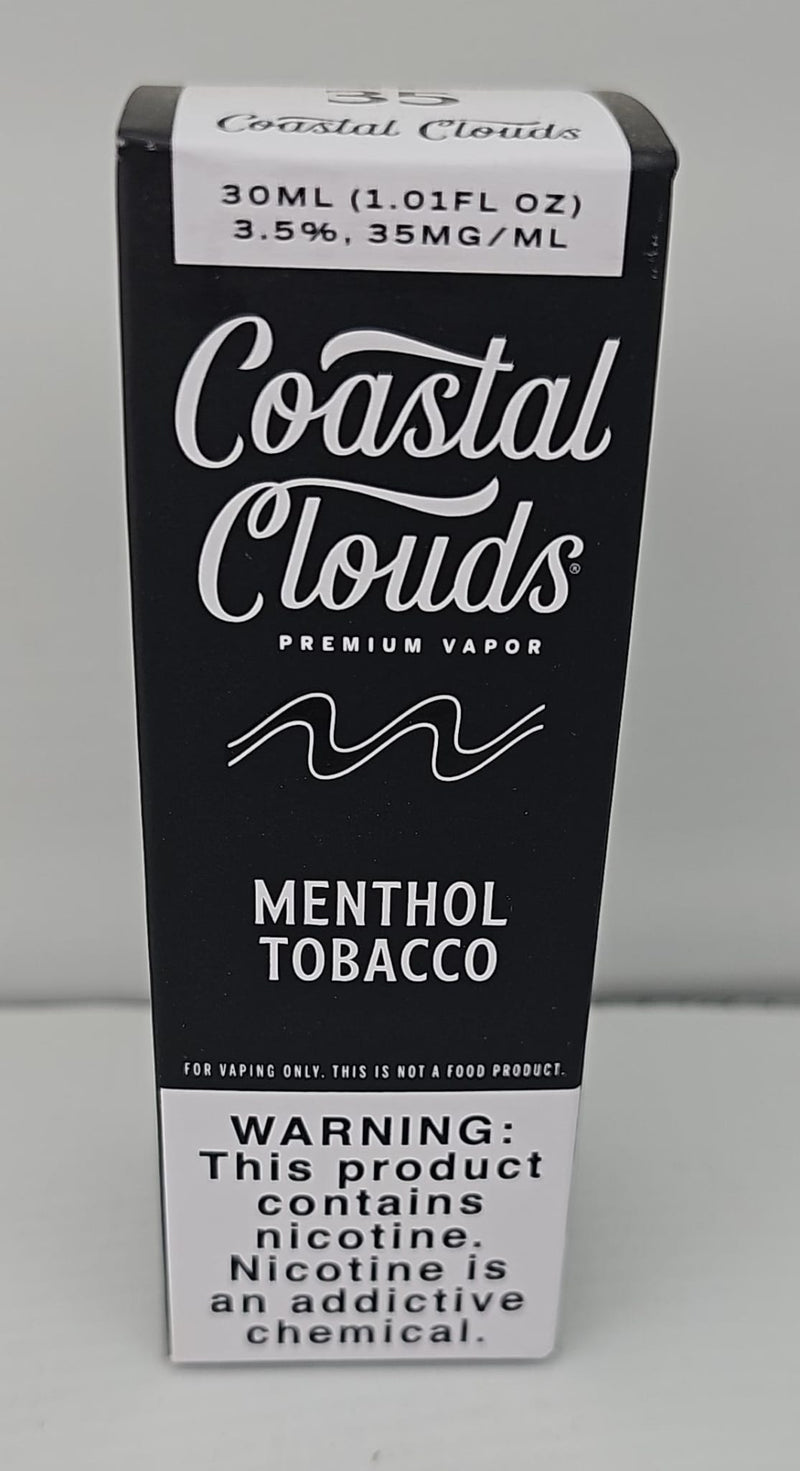 35
Coastal Clouds
30ML (1.01FL OZ)
3.5%, 35MG/ML
Coastal
Clouds®
PREMIUM VAPOR
MENTHOL
TOBACCO
FOR VAPING ONLY. THIS IS NOT A FOOD PRODUCT.
WARNING:
This product
contains
nicotine.
Nicotine is
an addictive
chemical.